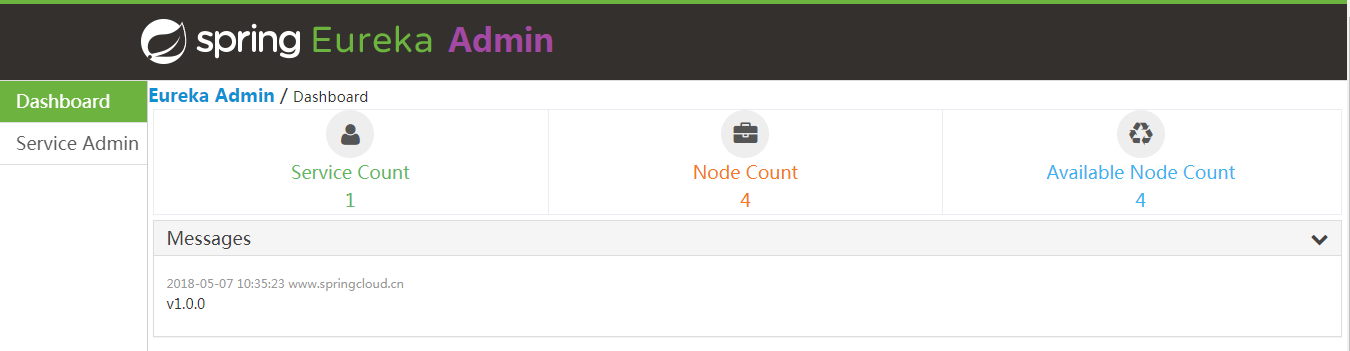 spring Eureka Admin
Dashboard
Service Admin
Eureka Admin / Dashboard
Service Count
1
Node Count
4
Available Node Count
4
Messages
2018-05-07 10:35:23 www.springcloud.cn
v1.0.0